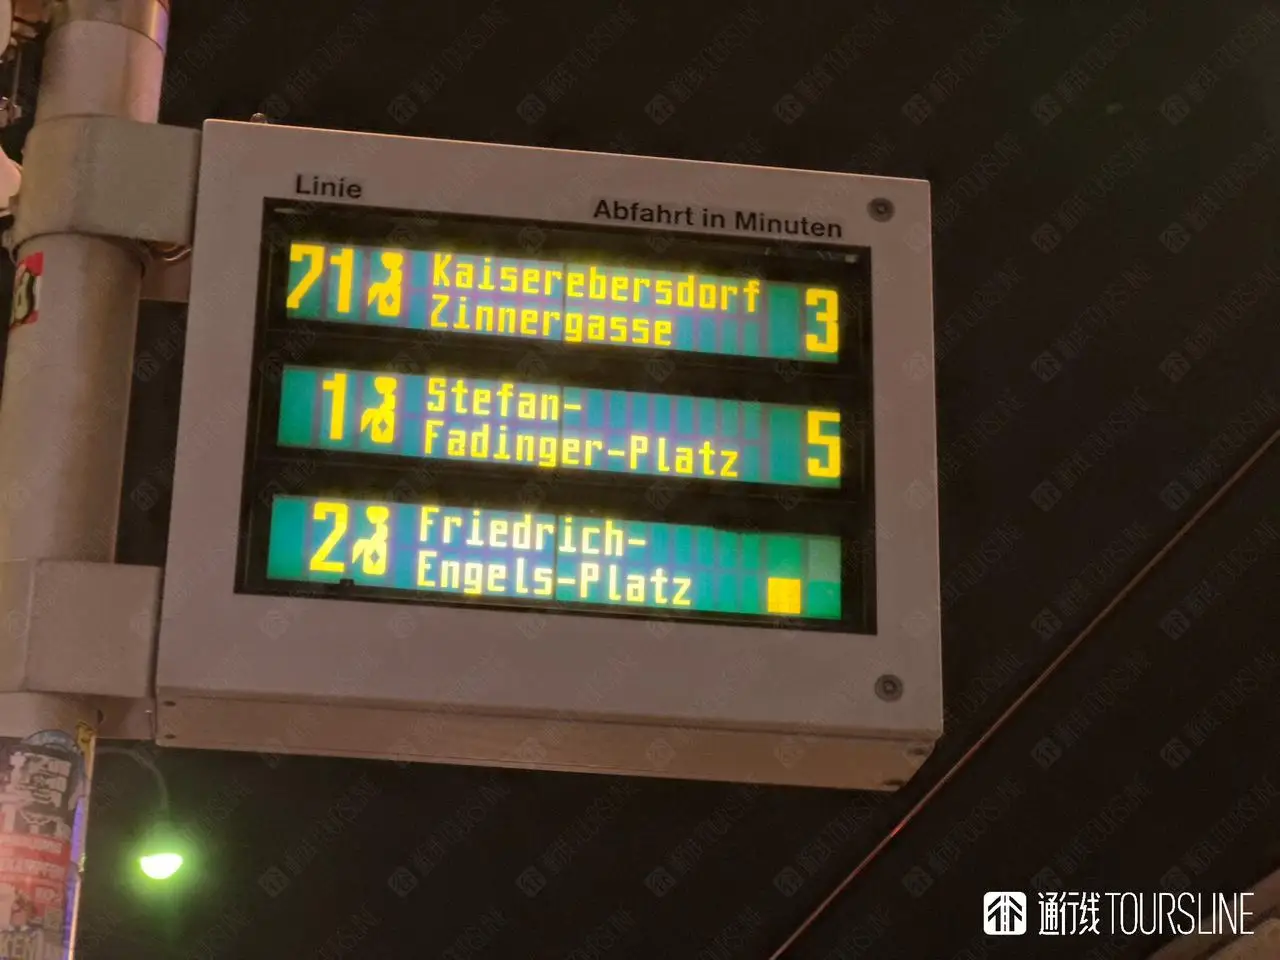 Linie
Abfahrt in Minuten
71 Kaiserebersdorf
Zinnergasse 3
1 Stefan-
Fadinger-Platz 5
2 Friedrich-
Engels-Platz
通行线 TOURSLINE